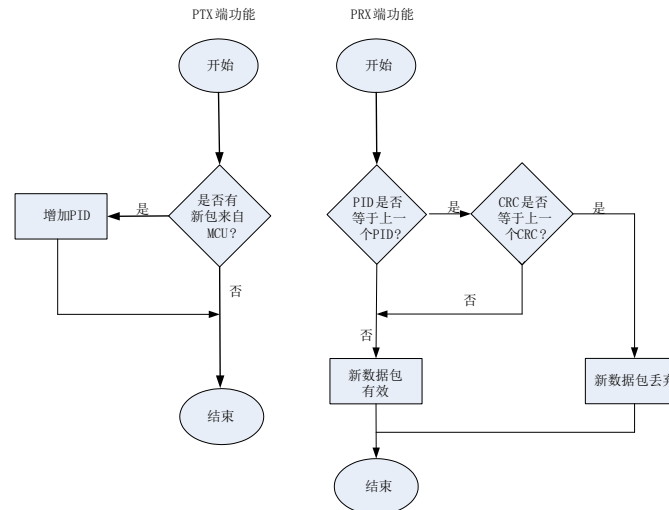 PTX端功能
PRX端功能
开始
是否有
新包来自
MCU?
是
增加PID
否
结束
开始
PID是否
等于上一
个PID?
是
CRC是否
等于上一
个CRC?
是
否
否
新数据包
有效
新数据包丢弃
结束